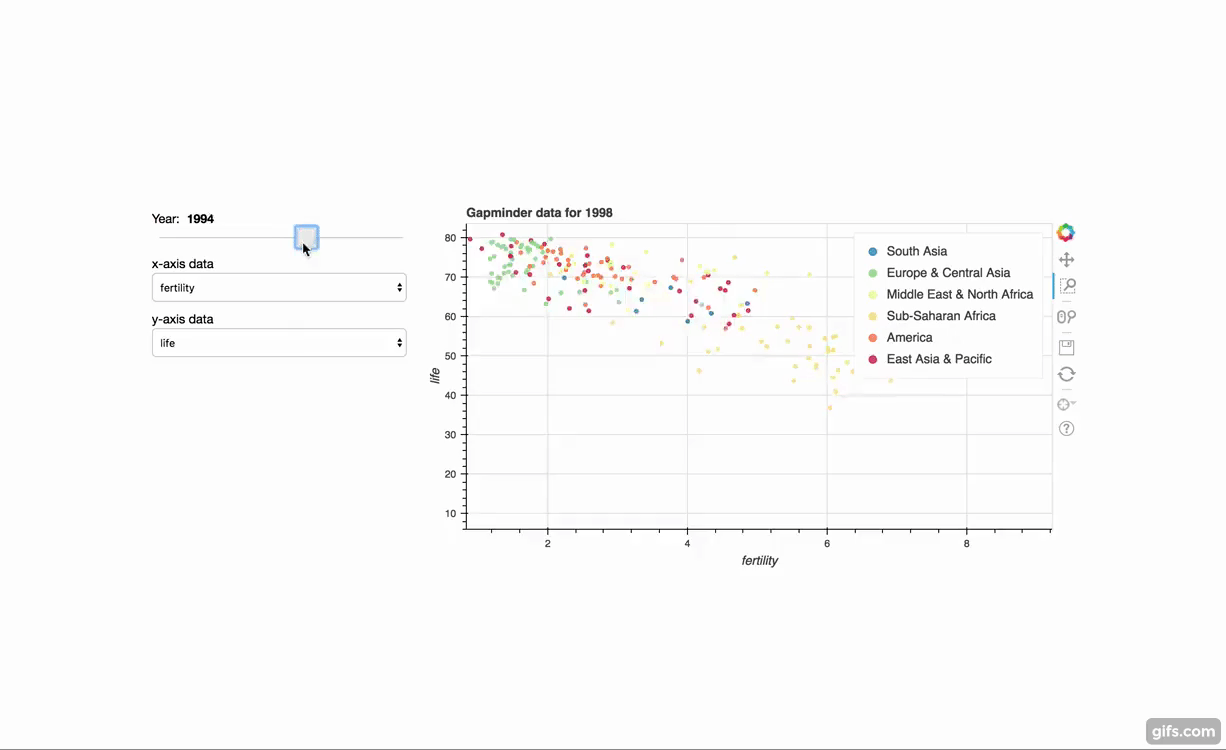 Year: 1994
x-axis data
fertility
y-axis data
life
Gapminder data for 1998
80
70
60
50
40
30
20
10
life
2
4
6
8
fertility
South Asia
Europe & Central Asia
Middle East & North Africa
Sub-Saharan Africa
America
East Asia & Pacific
?
gifs.com